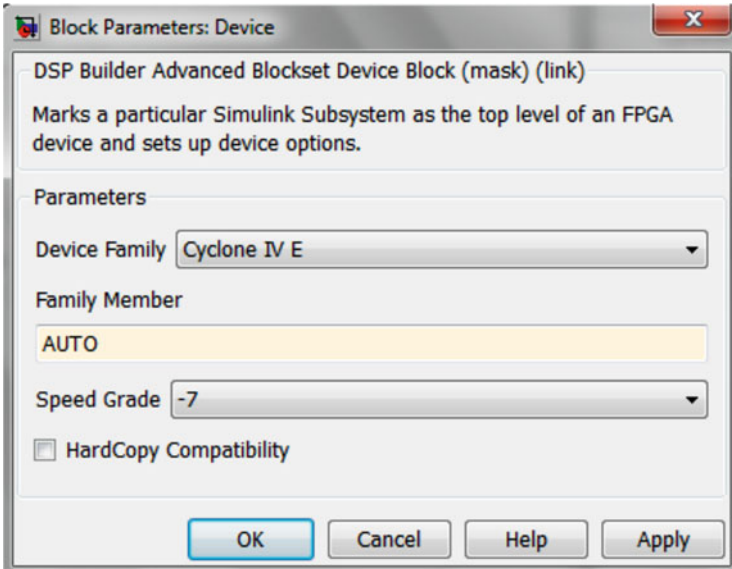 Block Parameters: Device
DSP Builder Advanced Blockset Device Block (mask) (link)
Marks a particular Simulink Subsystem as the top level of an FPGA
device and sets up device options.
Parameters
Device Family Cyclone IV E
Family Member
AUTO
Speed Grade -7
HardCopy Compatibility
OK Cancel Help Apply